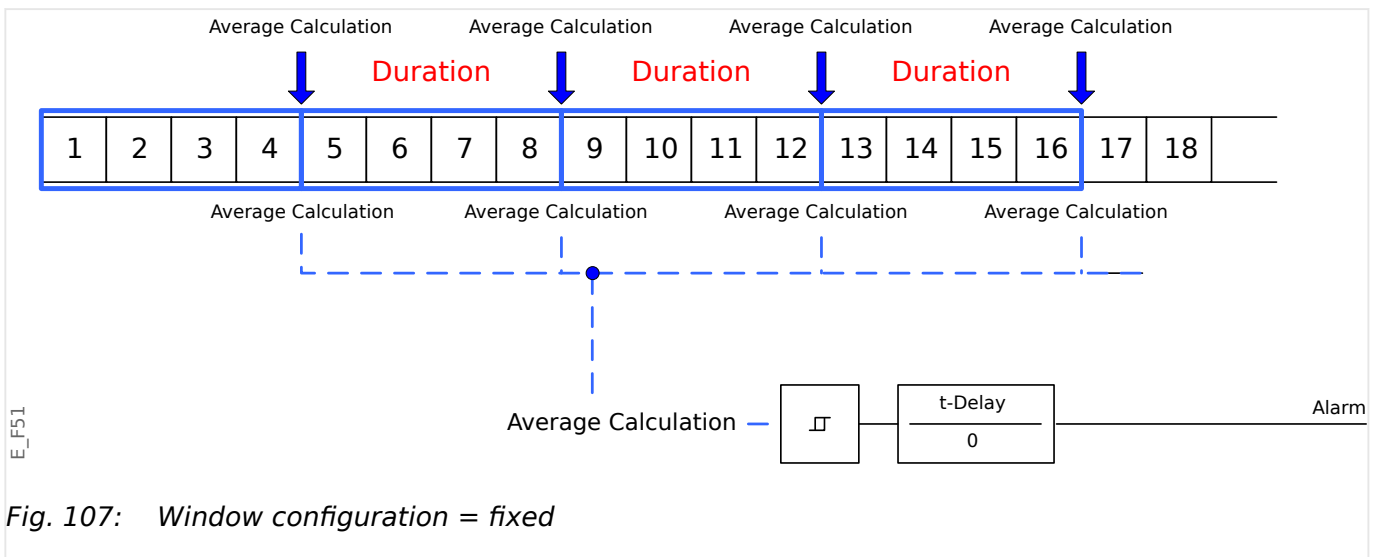 Average Calculation Average Calculation Average Calculation Average Calculation
Duration Duration Duration
1 2 3 4 5 6 7 8 9 10 11 12 13 14 15 16 17 18
Average Calculation Average Calculation Average Calculation Average Calculation
t-Delay
Average Calculation
0
Alarm
E_F51
Fig. 107: Window configuration = fixed